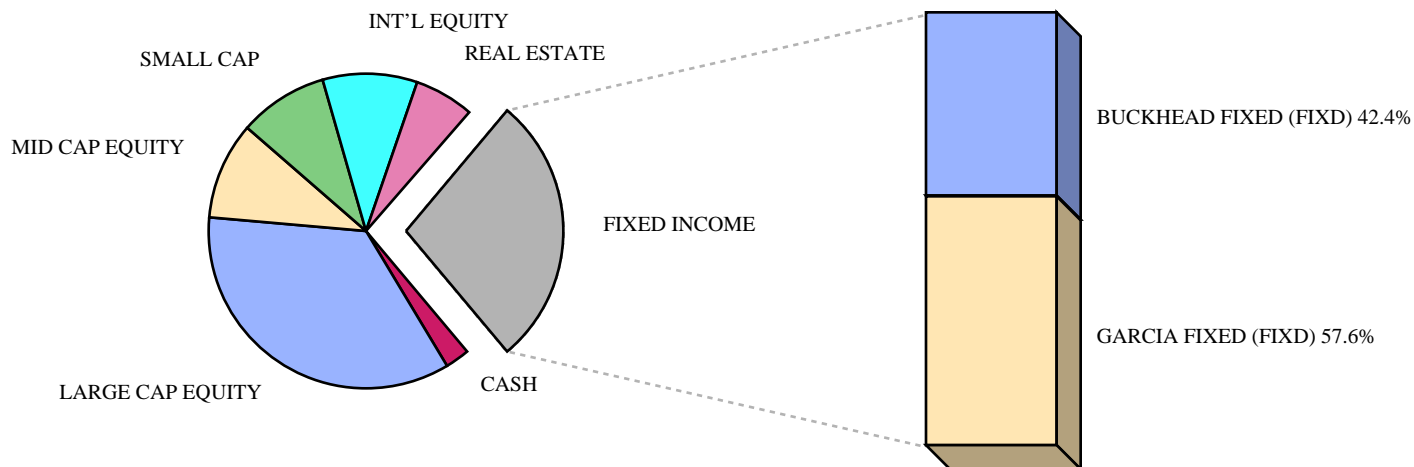 INT'L EQUITY
SMALL CAP
REAL ESTATE
MID CAP EQUITY
BUCKHEAD FIXED (FIXD) 42.4%
FIXED INCOME
GARCIA FIXED (FIXD) 57.6%
LARGE CAP EQUITY
CASH